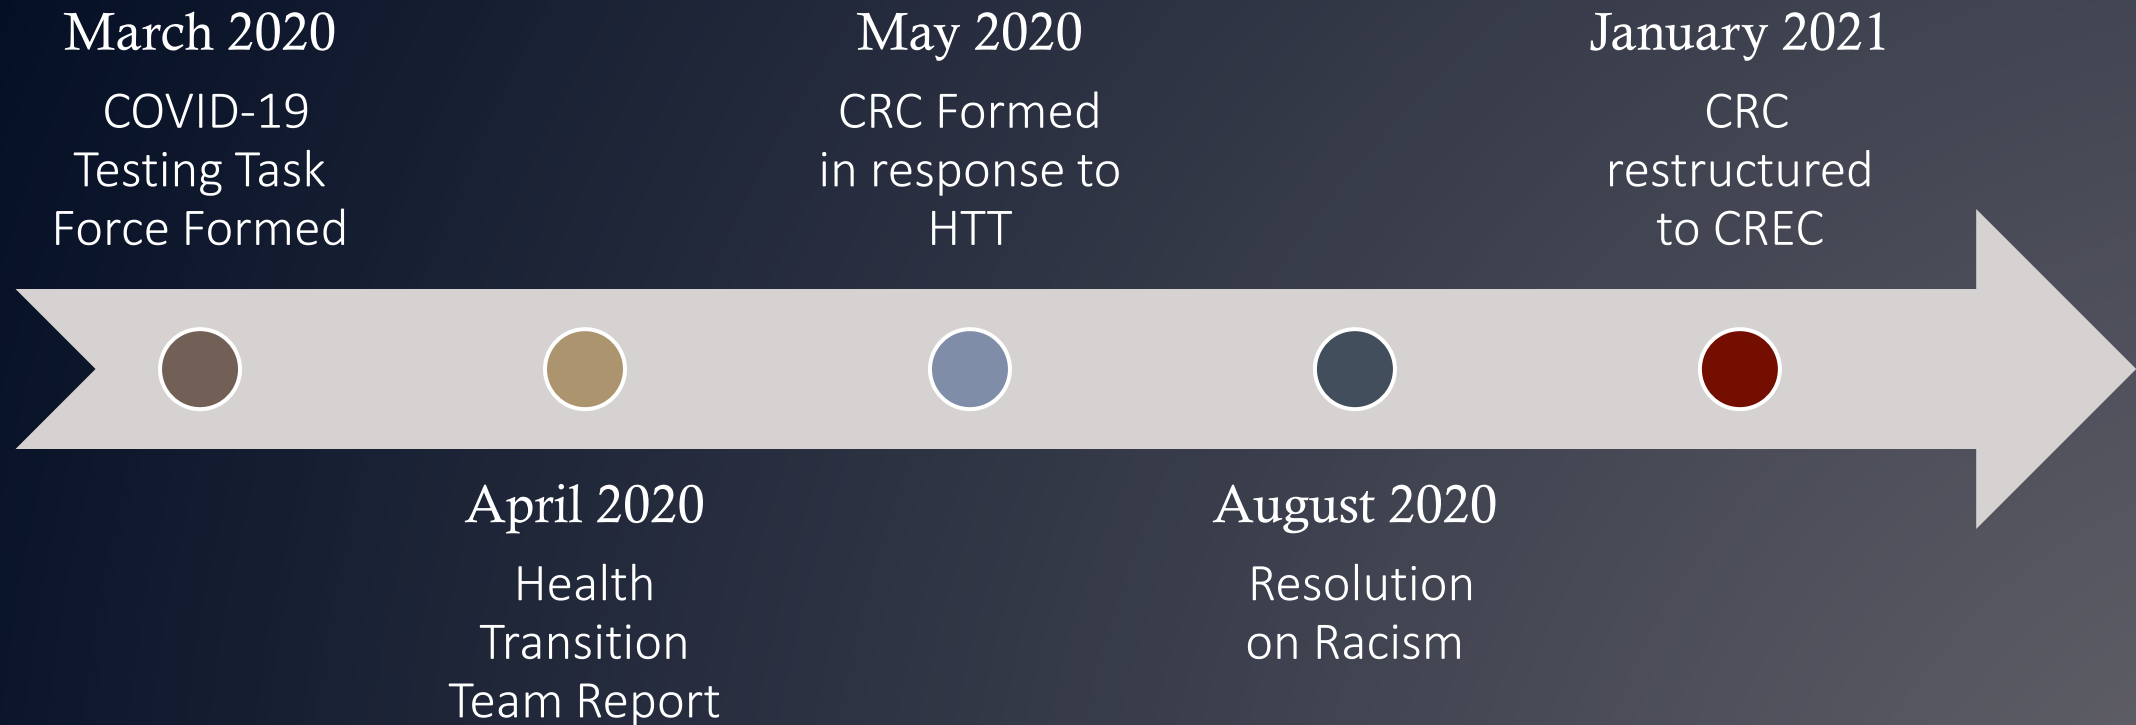 March 2020
COVID-19
Testing Task
Force Formed
April 2020
Health
Transition
Team Report
May 2020
CRC Formed
in response to
HTT
August 2020
Resolution
on Racism
January 2021
CRC
restructured
to CREC